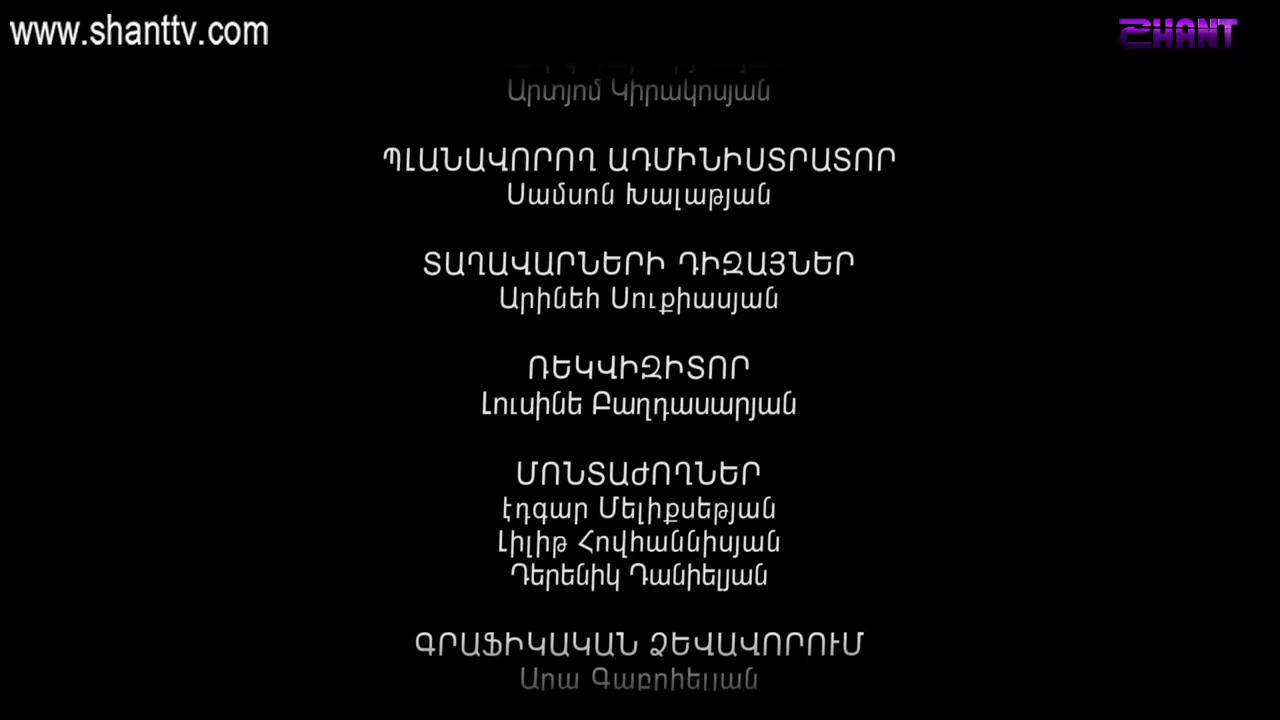 www.shanttv.com
SHANT
Արտյոմ Կիրակոսյան
ՊԼԱՆԱՎՈՐՈՂ ԱԴՄԻՆԻՍՏՐԱՏՈՐ
Սամսոն Խալաթյան
ՏԱՂԱՎԱՐՆԵՐԻ ԴԻԶԱՅՆԵՐ
Արինեհ Սուքիասյան
ՌԵԿՎԻԶԻՏՈՐ
Լուսինե Բաղդասարյան
ՄՈՆՏԱԺՈՂՆԵՐ
էդգար Մելիքսեթյան
Լիլիթ Հովհաննիսյան
Դերենիկ Դանիելյան
ԳՐԱՖԻԿԱԿԱՆ ՁԵՎԱՎՈՐՈՒՄ
Արա Գաբրիելյան